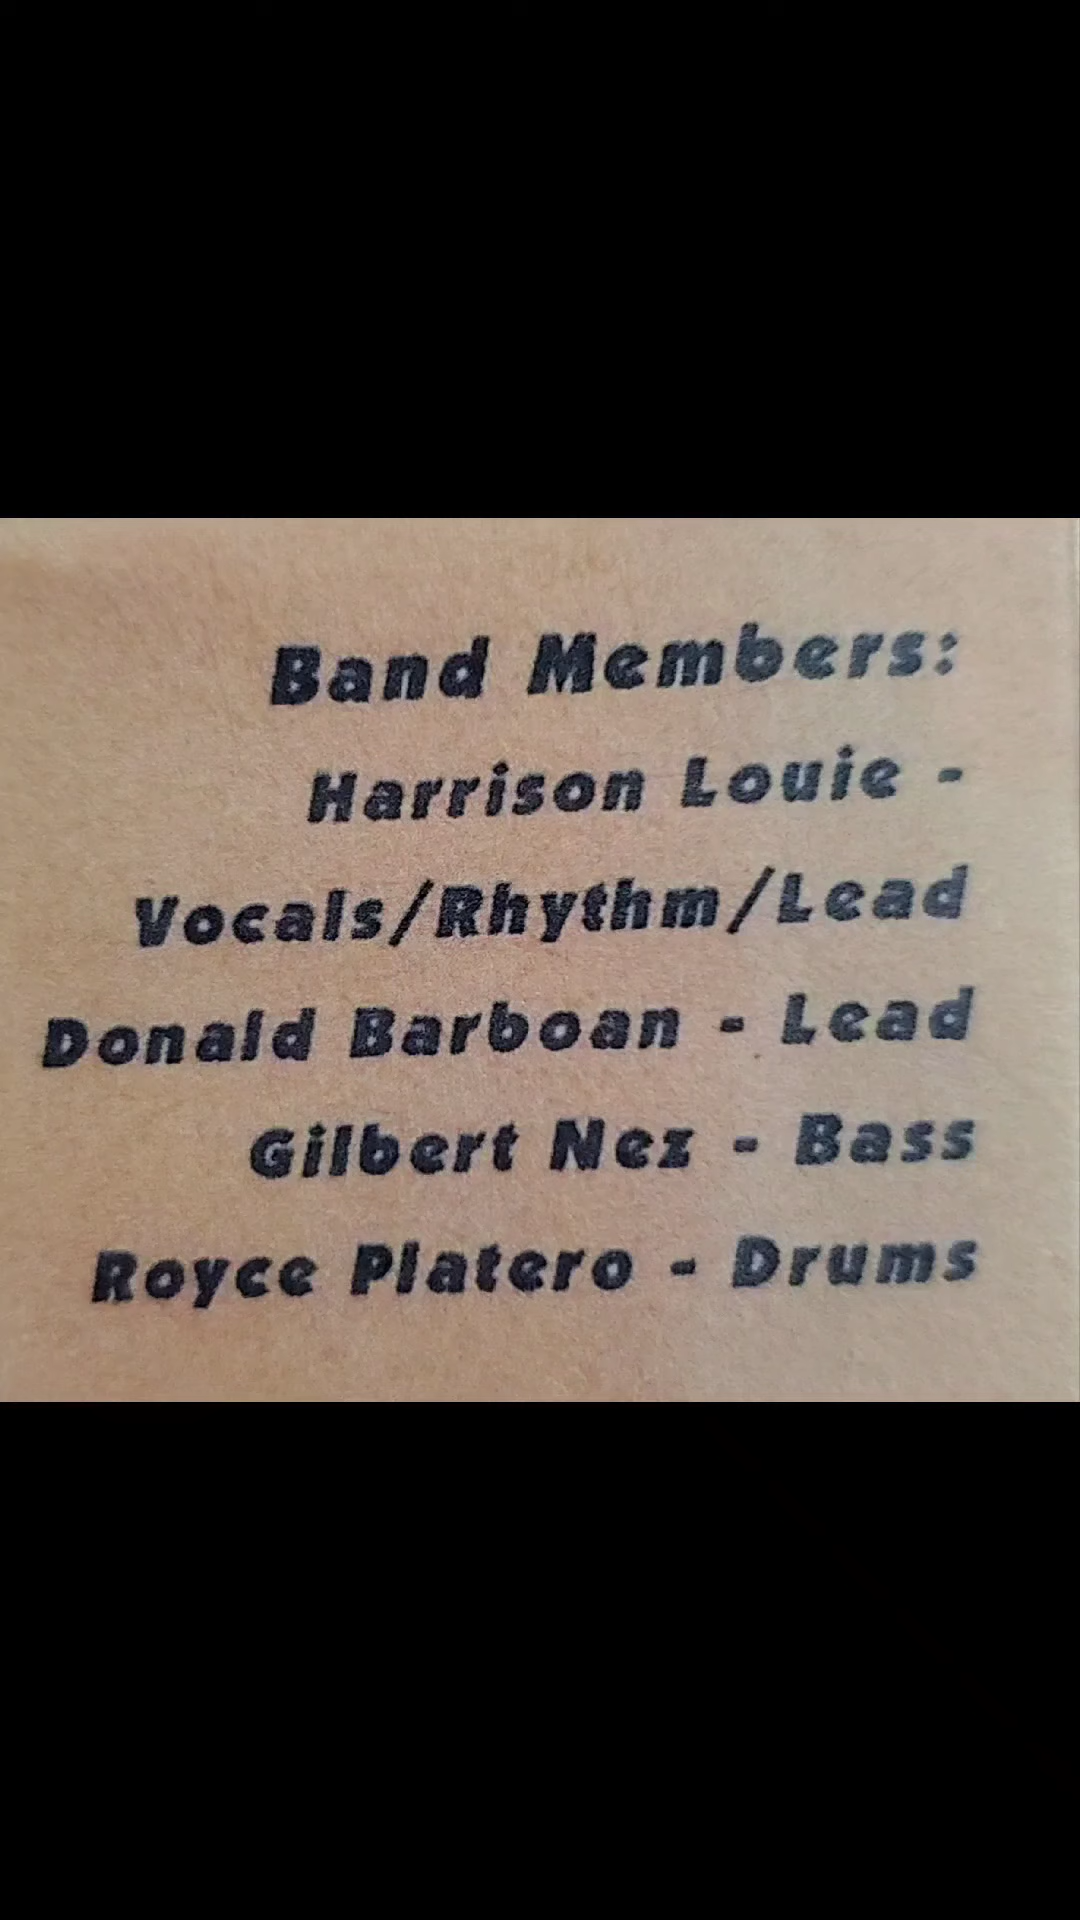 Band Members:
Harrison Louie -
Vocals/Rhythm/Lead
Donald Barboan - Lead
Gilbert Nez - Bass
Royce Platero - Drums